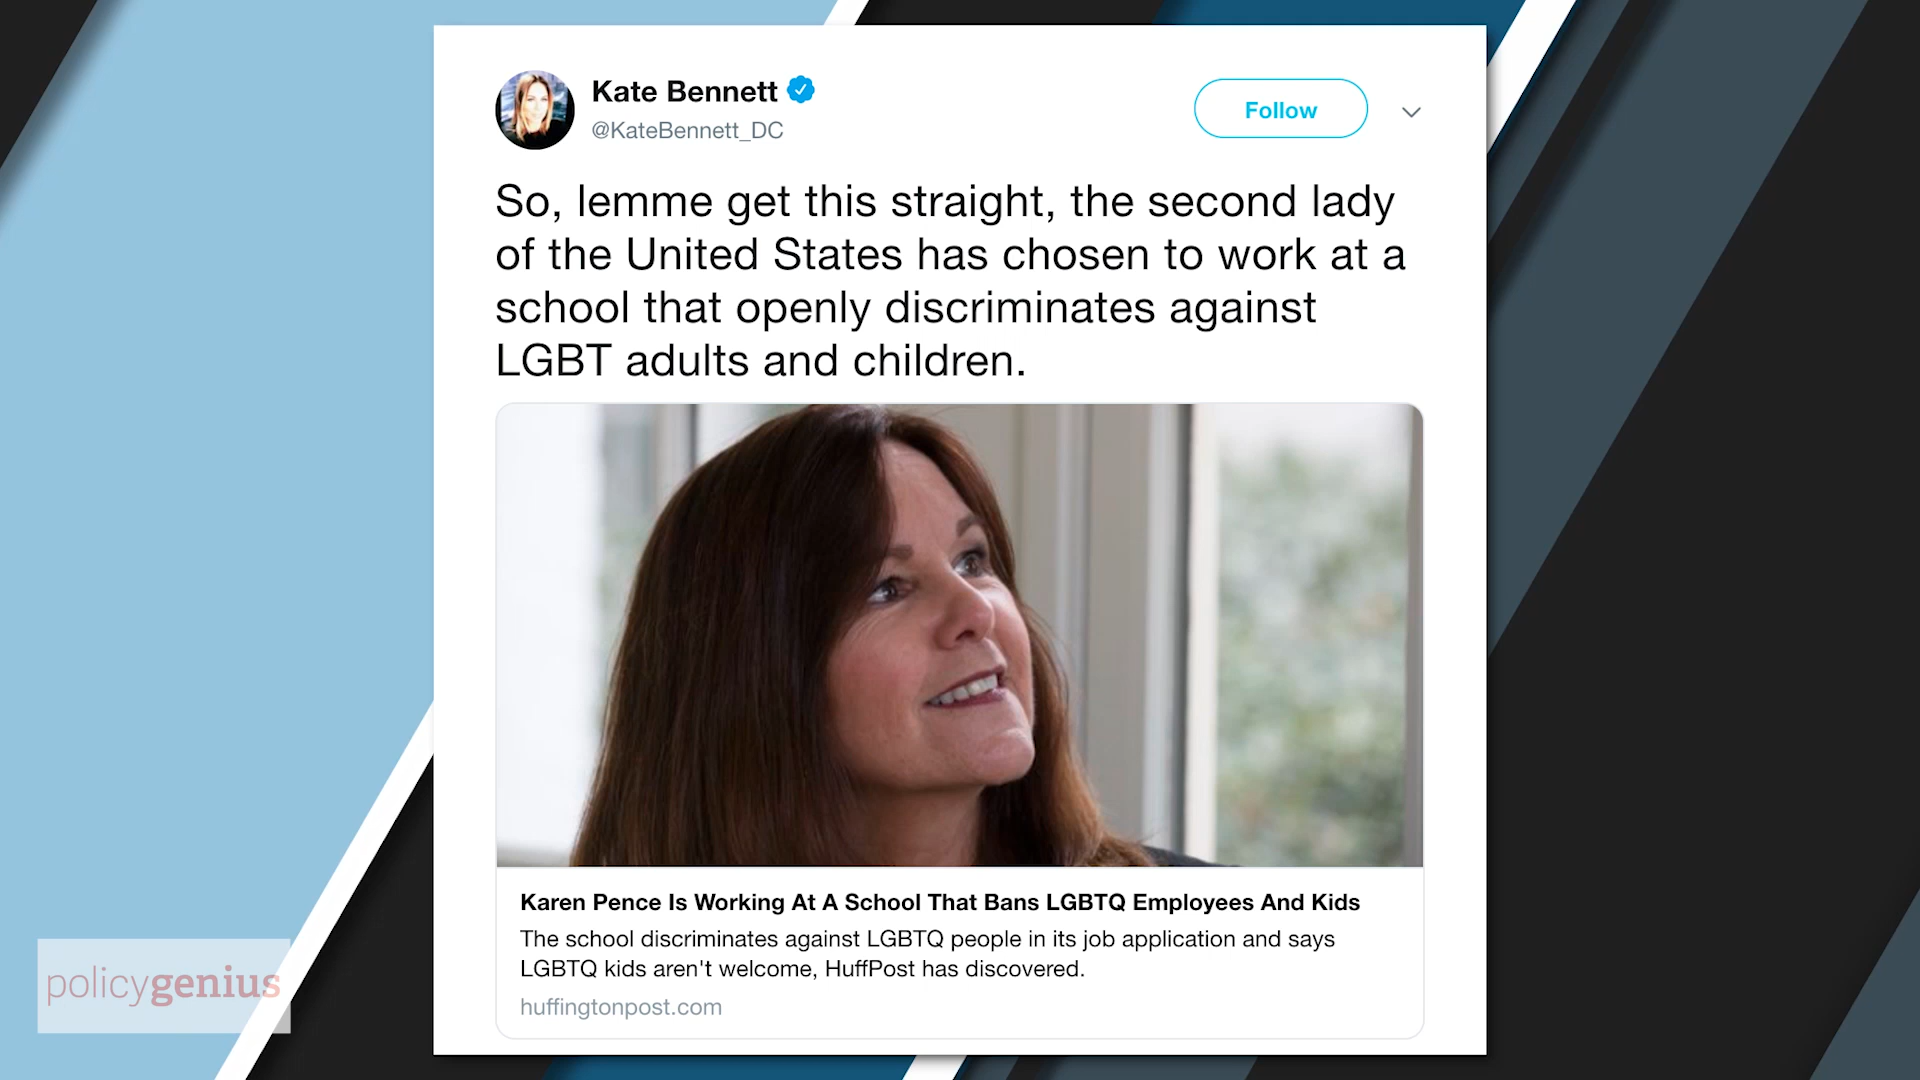 Kate Bennett
@KateBennett_DC
Follow
So, lemme get this straight, the second lady
of the United States has chosen to work at a
school that openly discriminates against
LGBT adults and children.
Karen Pence Is Working At A School That Bans LGBTQ Employees And Kids
The school discriminates against LGBTQ people in its job application and says
LGBTQ kids aren't welcome, HuffPost has discovered.
huffingtonpost.com
policygenius